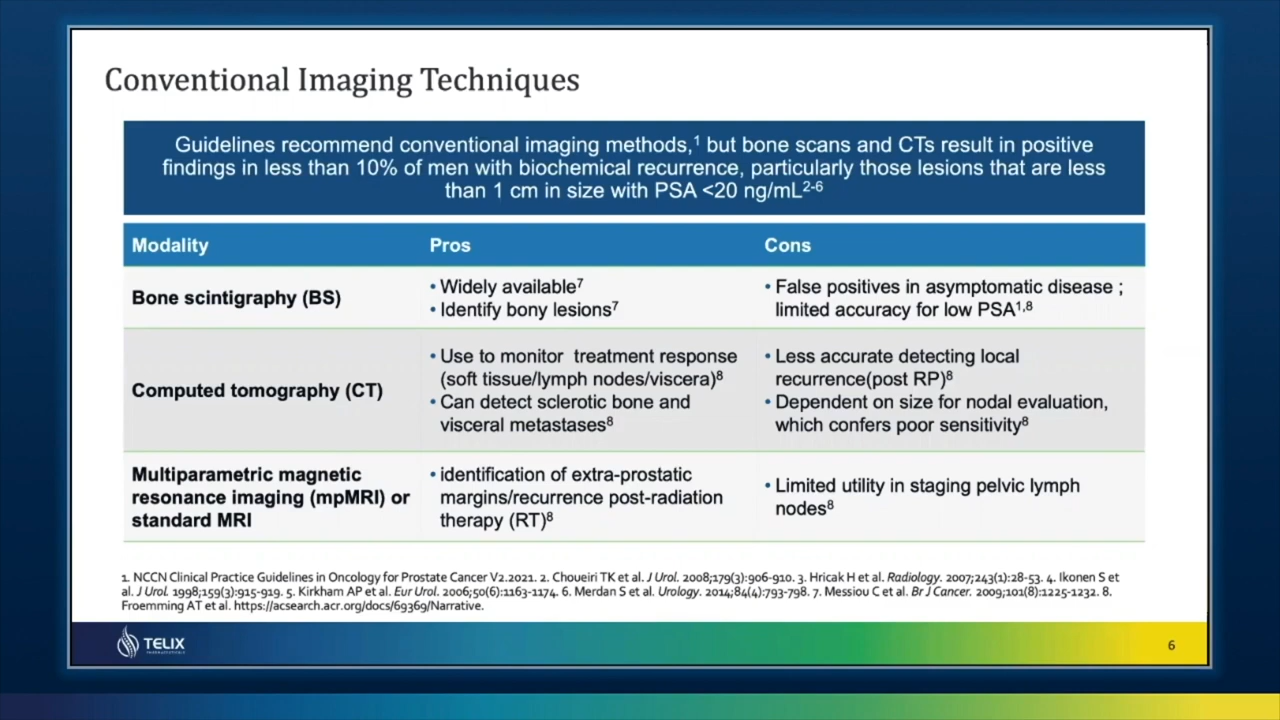 Conventional Imaging Techniques
Guidelines recommend conventional imaging methods,¹ but bone scans and CTs result in positive
findings in less than 10% of men with biochemical recurrence, particularly those lesions that are less
than 1 cm in size with PSA <20 ng/mL²⁻⁶
Modality Pros Cons
Bone scintigraphy (BS)
• Widely available⁷
• Identify bony lesions⁷
• False positives in asymptomatic disease ;
limited accuracy for low PSA¹,⁸
Computed tomography (CT)
• Use to monitor treatment response
(soft tissue/lymph nodes/viscera)⁸
• Can detect sclerotic bone and
visceral metastases⁸
• Less accurate detecting local
recurrence(post RP)⁸
• Dependent on size for nodal evaluation,
which confers poor sensitivity⁸
Multiparametric magnetic
resonance imaging (mpMRI) or
standard MRI
• identification of extra-prostatic
margins/recurrence post-radiation
therapy (RT)⁸
• Limited utility in staging pelvic lymph
nodes⁸
1. NCCN Clinical Practice Guidelines in Oncology for Prostate Cancer V2.2021. 2. Choueiri TK et al. J Urol. 2008;179(3):906-910. 3. Hricak H et al. Radiology. 2007;243(1):28-53. 4. Ikonen S et
al. J Urol. 1998;159(3):915-919. 5. Kirkham AP et al. Eur Urol. 2006;50(6):1163-1174. 6. Merdan S et al. Urology. 2014;84(4):793-798. 7. Messiou C et al. Br J Cancer. 2009;101(8):1225-1232. 8.
Froemming AT et al. https://acsearch.acr.org/docs/69369/Narrative.
TELIX
PHARMACEUTICALS
6